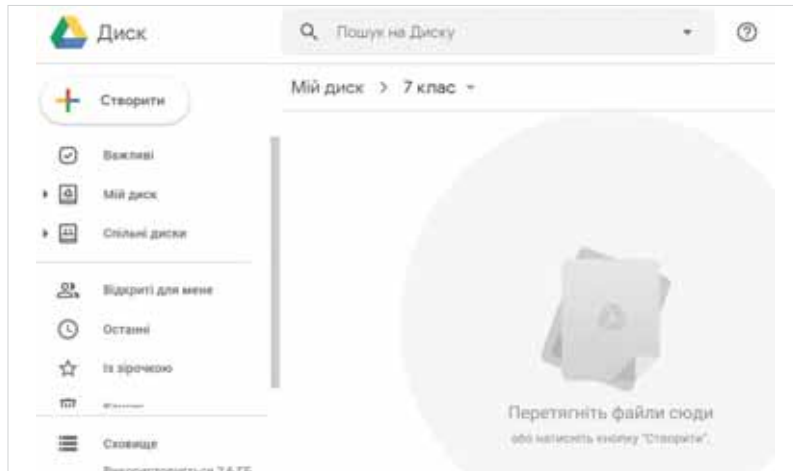 Диск
Пошук на Диску
Створити
Мій диск > 7 клас
Важливі
Мій диск
Спільні диски
Відкриті для мене
Останні
Із зірочкою
Сховище
Перетягніть файли сюди
або натисніть кнопку "Створити".